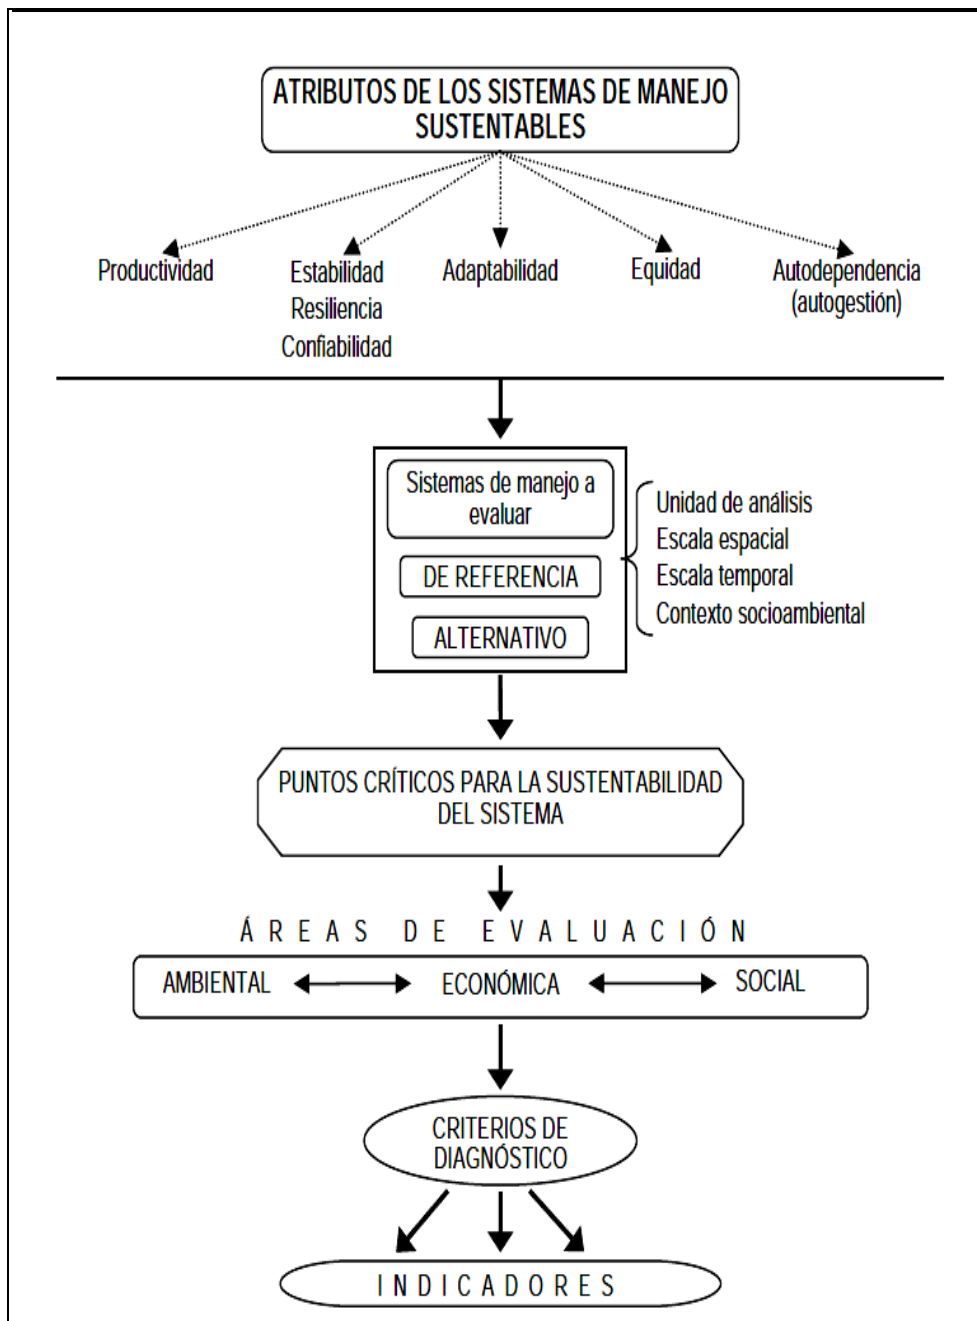 ATRIBUTOS DE LOS SISTEMAS DE MANEJO
SUSTENTABLES
Productividad
Estabilidad
Resiliencia
Confiabilidad
Adaptabilidad
Equidad
Autodependencia
(autogestión)
Sistemas de manejo a
evaluar
DE REFERENCIA
ALTERNATIVO
Unidad de análisis
Escala espacial
Escala temporal
Contexto socioambiental
PUNTOS CRÍTICOS PARA LA SUSTENTABILIDAD
DEL SISTEMA
ÁREAS DE EVALUACIÓN
AMBIENTAL ECONÓMICA SOCIAL
CRITERIOS DE
DIAGNÓSTICO
INDICADORES